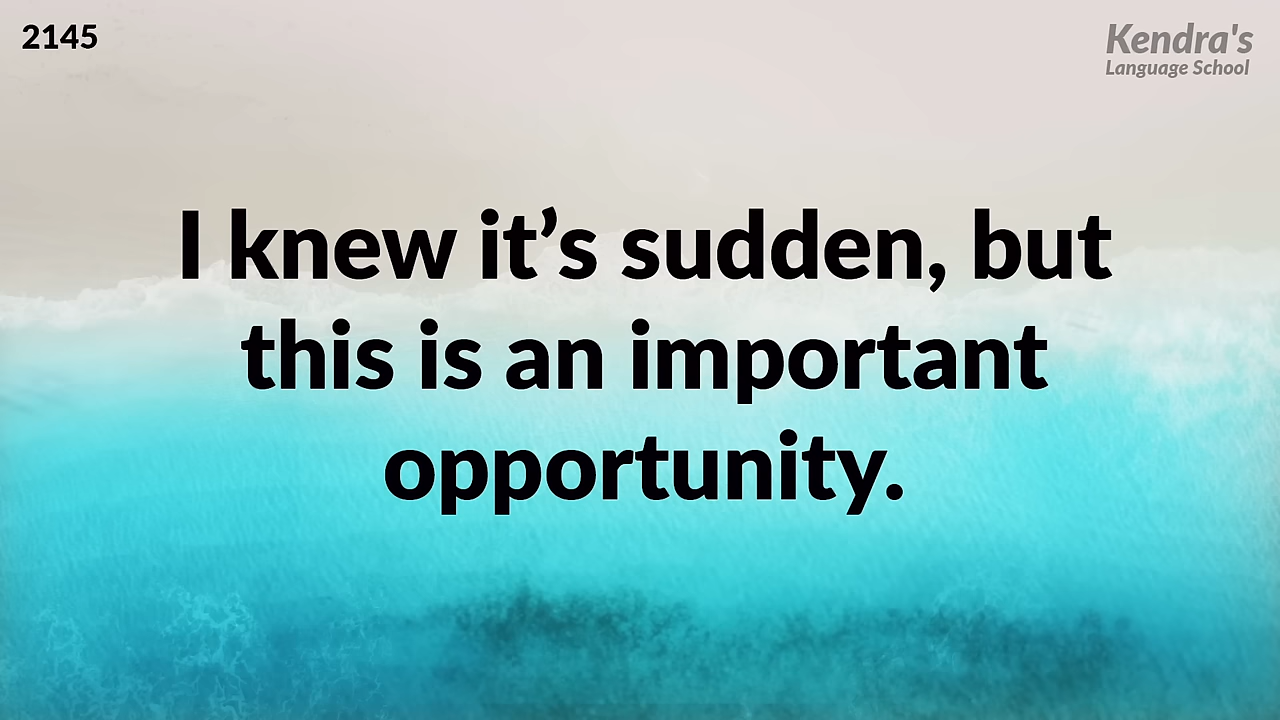 2145
Kendra's
Language School
I knew it’s sudden, but
this is an important
opportunity.